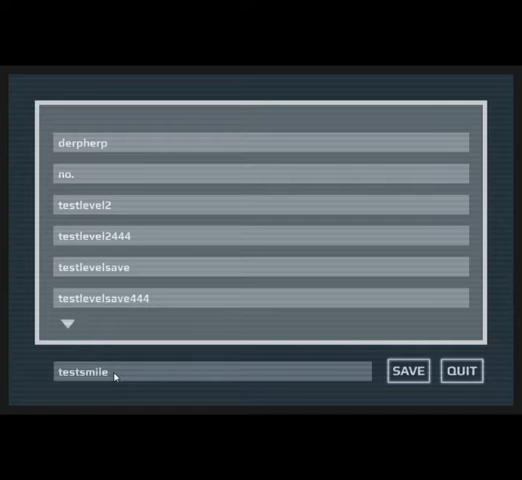 derpherp
no.
testlevel2
testlevel2444
testlevelsave
testlevelsave444
testsmile
SAVE
QUIT